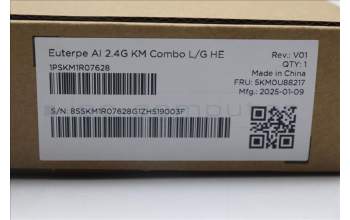 Euterpe AI 2.4G KM Combo L/G HE
1PSKM1R07628
Rev.: V01
QTY: 1
Made in China
FRU: 5KM0U88217
Mfg.: 2025-01-09
S/N: BSSKM1R07628G1ZHS19003F